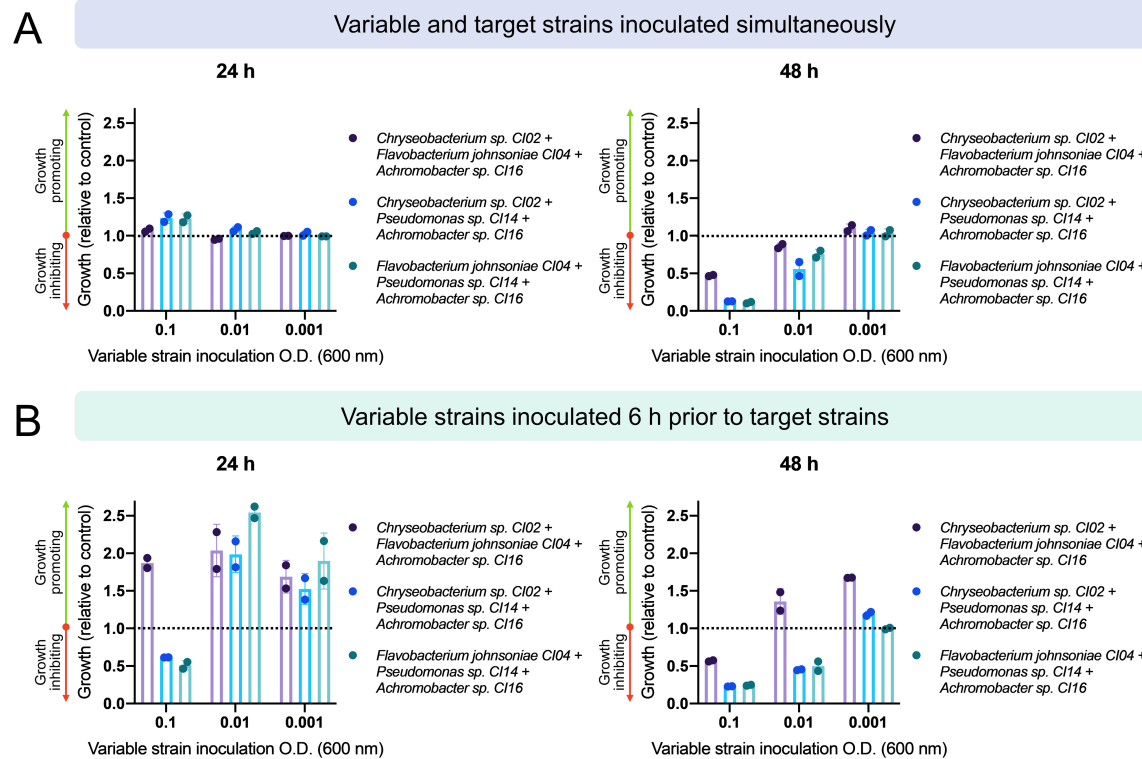 A
Variable and target strains inoculated simultaneously
24 h
Growth (relative to control)
Growth
promoting
Growth
inhibiting
2.5
2.0
1.5
1.0
0.5
0.0
0.1
0.01
0.001
Variable strain inoculation O.D. (600 nm)
Chryseobacterium sp. CI02 +
Flavobacterium johnsoniae CI04 +
Achromobacter sp. CI16
Chryseobacterium sp. CI02 +
Pseudomonas sp. CI14 +
Achromobacter sp. CI16
Flavobacterium johnsoniae CI04 +
Pseudomonas sp. CI14 +
Achromobacter sp. CI16
48 h
Growth (relative to control)
Growth
promoting
Growth
inhibiting
2.5
2.0
1.5
1.0
0.5
0.0
0.1
0.01
0.001
Variable strain inoculation O.D. (600 nm)
Chryseobacterium sp. CI02 +
Flavobacterium johnsoniae CI04 +
Achromobacter sp. CI16
Chryseobacterium sp. CI02 +
Pseudomonas sp. CI14 +
Achromobacter sp. CI16
Flavobacterium johnsoniae CI04 +
Pseudomonas sp. CI14 +
Achromobacter sp. CI16
B
Variable strains inoculated 6 h prior to target strains
24 h
Growth (relative to control)
Growth
promoting
Growth
inhibiting
2.5
2.0
1.5
1.0
0.5
0.0
0.1
0.01
0.001
Variable strain inoculation O.D. (600 nm)
Chryseobacterium sp. CI02 +
Flavobacterium johnsoniae CI04 +
Achromobacter sp. CI16
Chryseobacterium sp. CI02 +
Pseudomonas sp. CI14 +
Achromobacter sp. CI16
Flavobacterium johnsoniae CI04 +
Pseudomonas sp. CI14 +
Achromobacter sp. CI16
48 h
Growth (relative to control)
Growth
promoting
Growth
inhibiting
2.5
2.0
1.5
1.0
0.5
0.0
0.1
0.01
0.001
Variable strain inoculation O.D. (600 nm)
Chryseobacterium sp. CI02 +
Flavobacterium johnsoniae CI04 +
Achromobacter sp. CI16
Chryseobacterium sp. CI02 +
Pseudomonas sp. CI14 +
Achromobacter sp. CI16
Flavobacterium johnsoniae CI04 +
Pseudomonas sp. CI14 +
Achromobacter sp. CI16